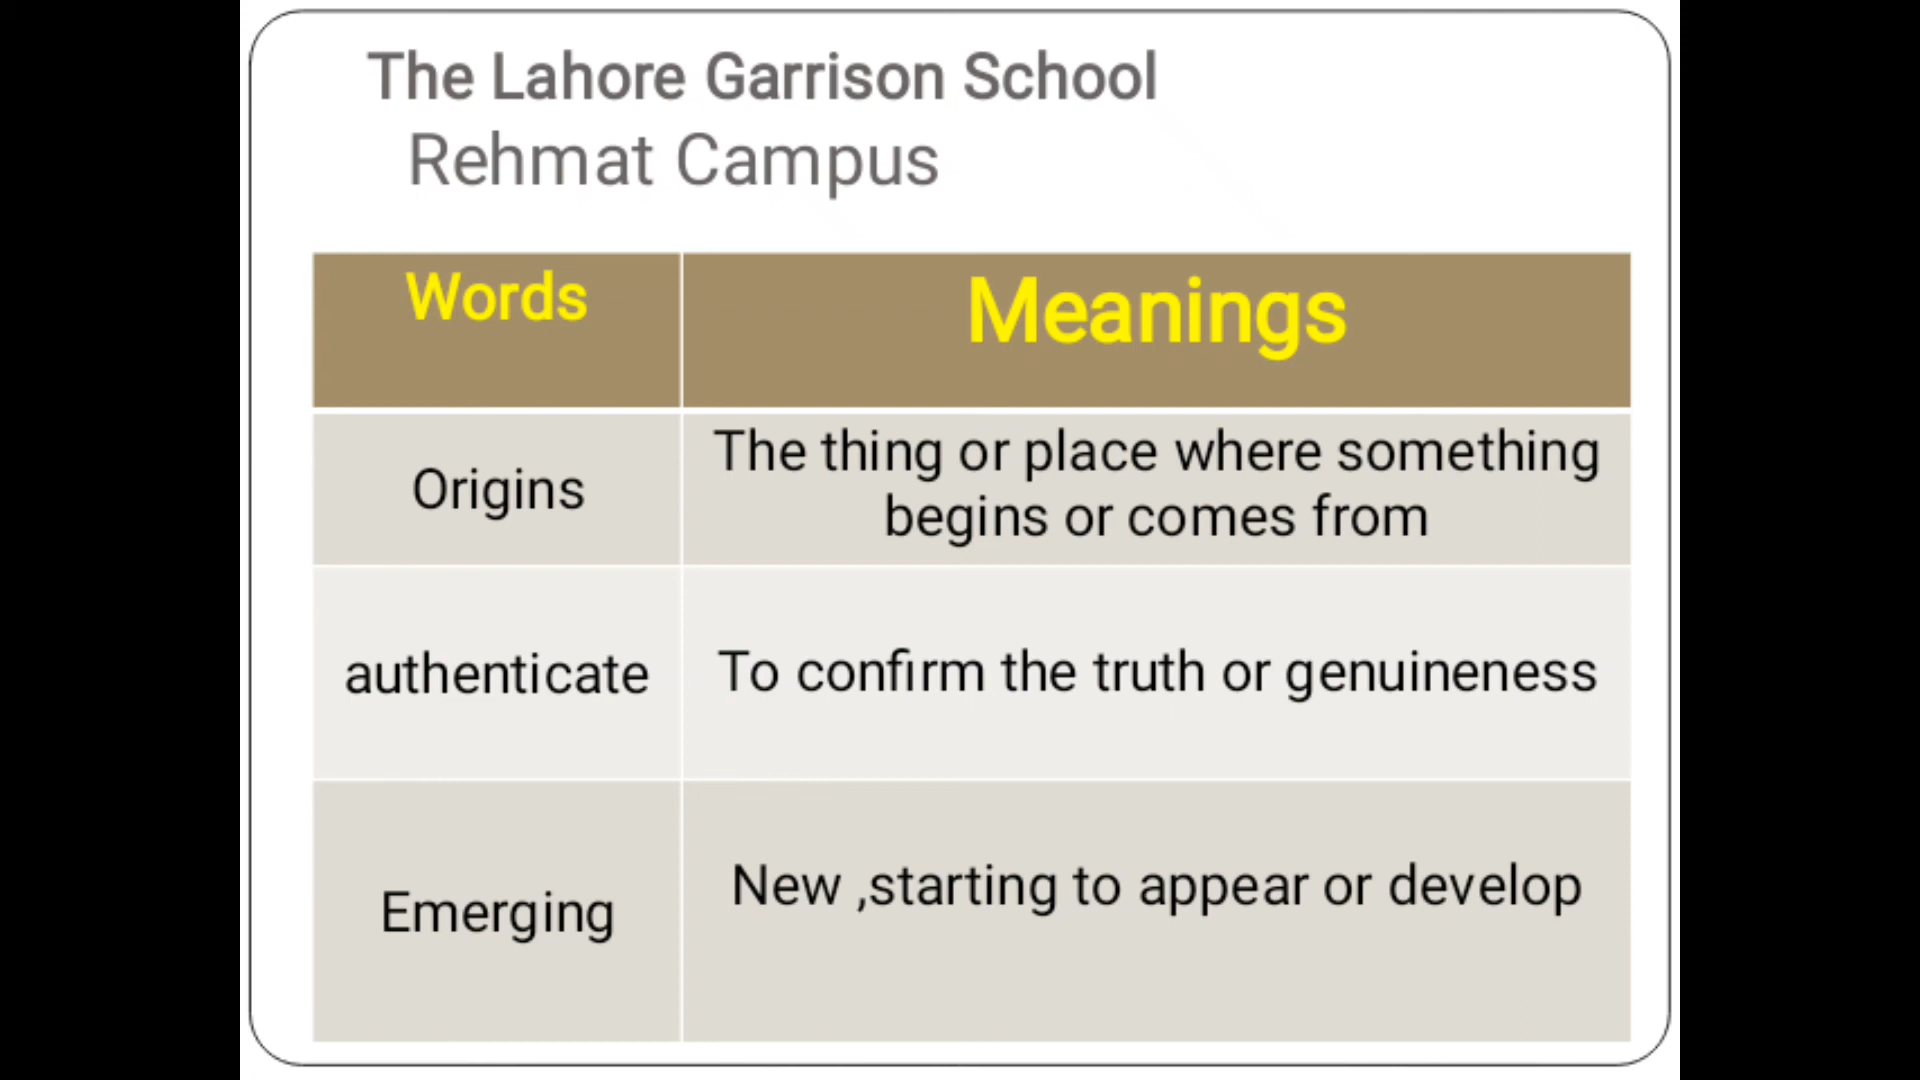 The Lahore Garrison School
Rehmat Campus
Words
Meanings
Origins
The thing or place where something
begins or comes from
authenticate
To confirm the truth or genuineness
Emerging
New ,starting to appear or develop